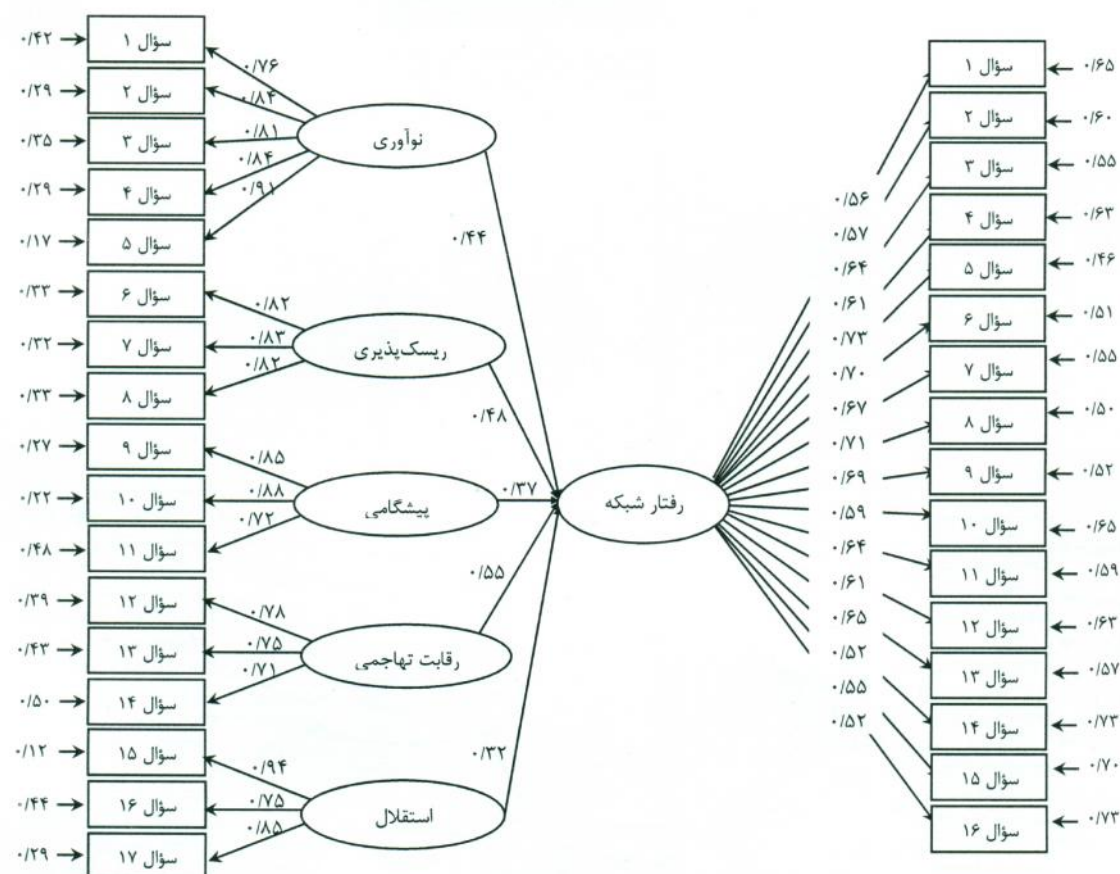 ۰/۴۲ سؤال ۱
۰/۲۹ سؤال ۲
۰/۳۵ سؤال ۳
۰/۲۹ سؤال ۴
۰/۱۷ سؤال ۵
۰/۳۳ سؤال ۶
۰/۳۲ سؤال ۷
۰/۳۳ سؤال ۸
۰/۲۷ سؤال ۹
۰/۲۲ سؤال ۱۰
۰/۴۸ سؤال ۱۱
۰/۳۹ سؤال ۱۲
۰/۴۳ سؤال ۱۳
۰/۵۰ سؤال ۱۴
۰/۱۲ سؤال ۱۵
۰/۴۴ سؤال ۱۶
۰/۲۹ سؤال ۱۷
۰/۷۶
۰/۸۴
۰/۸۱
۰/۸۴
۰/۹۱
۰/۸۲
۰/۸۳
۰/۸۲
۰/۸۵
۰/۸۸
۰/۷۲
۰/۷۸
۰/۷۵
۰/۷۱
۰/۹۴
۰/۷۵
۰/۸۵
نوآوری
ریسک‌پذیری
پیشگامی
رقابت تهاجمی
استقلال
۰/۴۴
۰/۴۸
۰/۳۷
۰/۵۵
۰/۳۲
رفتار شبکه
۰/۵۶
۰/۵۷
۰/۶۴
۰/۶۱
۰/۷۳
۰/۷۰
۰/۶۷
۰/۷۱
۰/۶۹
۰/۵۹
۰/۶۴
۰/۶۱
۰/۶۵
۰/۵۲
۰/۵۵
۰/۵۲
سؤال ۱ ۰/۶۵
سؤال ۲ ۰/۶۰
سؤال ۳ ۰/۵۵
سؤال ۴ ۰/۶۳
سؤال ۵ ۰/۴۶
سؤال ۶ ۰/۵۱
سؤال ۷ ۰/۵۵
سؤال ۸ ۰/۵۰
سؤال ۹ ۰/۵۲
سؤال ۱۰ ۰/۶۵
سؤال ۱۱ ۰/۵۹
سؤال ۱۲ ۰/۶۳
سؤال ۱۳ ۰/۵۷
سؤال ۱۴ ۰/۷۳
سؤال ۱۵ ۰/۷۰
سؤال ۱۶ ۰/۷۳